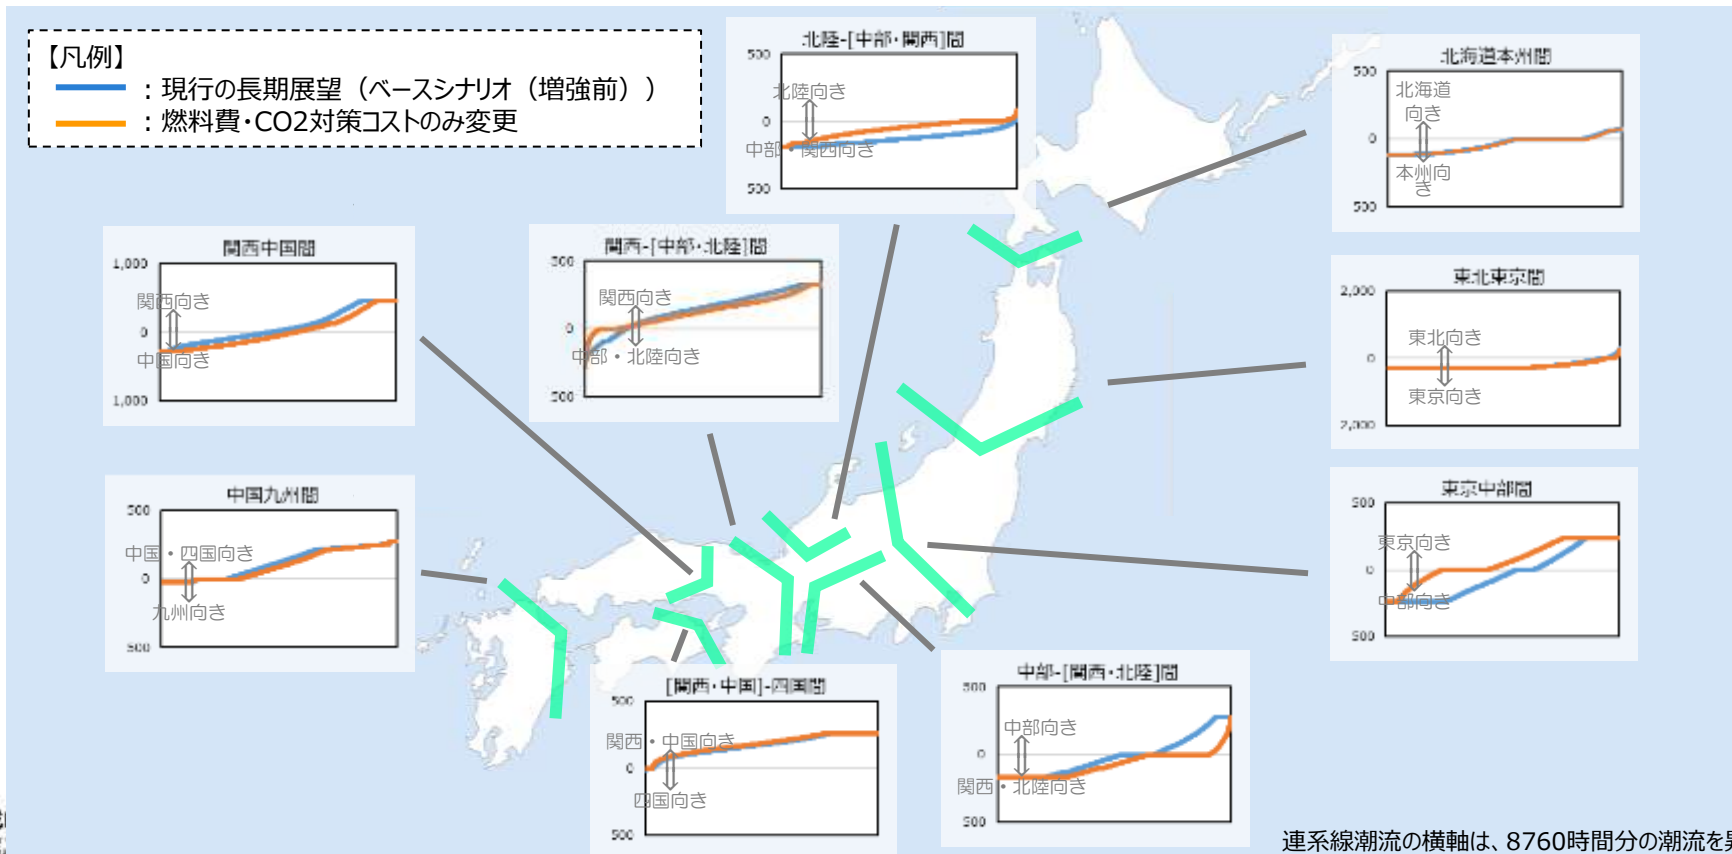 【凡例】
：現行の長期展望（ベースシナリオ（増強前））
：燃料費・CO2対策コストのみ変更
北陸-[中部・関西]間
500
北陸向き
0
中部・関西向き
500
北海道本州間
500
北海道
向き
0
本州向
き
500
関西中国間
1,000
関西向き
0
中国向き
1,000
関西-[中部・北陸]間
500
関西向き
0
中部・北陸向き
500
東北東京間
2,000
東北向き
0
東京向き
2,000
中国九州間
500
中国・四国向き
0
九州向き
500
東京中部間
500
東京向き
0
中部向き
500
[関西・中国]-四国間
500
関西・中国向き
0
四国向き
500
中部-[関西・北陸]間
500
中部向き
0
関西・北陸向き
500
連系線潮流の横軸は、8760時間分の潮流を